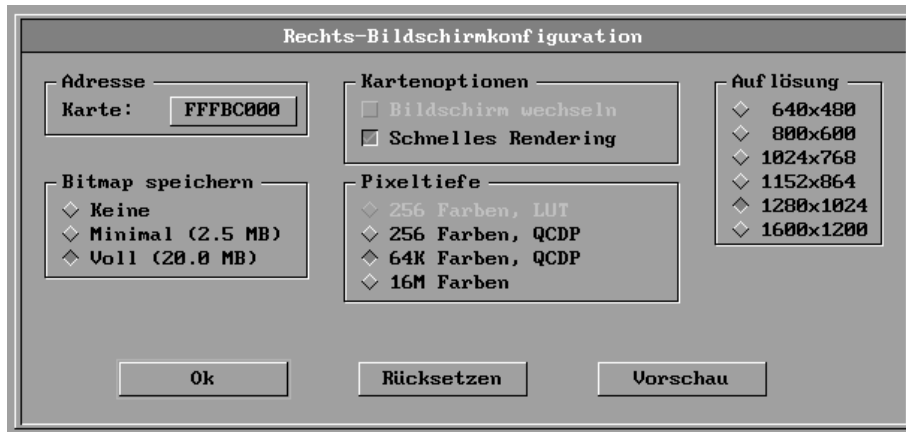 Rechts-Bildschirmkonfiguration
Adresse
Karte: FFFBC000
Kartenoptionen
Bildschirm wechseln
Schnelles Rendering
Auflösung
640x480
800x600
1024x768
1152x864
1280x1024
1600x1200
Bitmap speichern
Keine
Minimal (2.5 MB)
Voll (20.0 MB)
Pixeltiefe
256 Farben, LUT
256 Farben, QCDP
64K Farben, QCDP
16M Farben
Ok
Rücksetzen
Vorschau